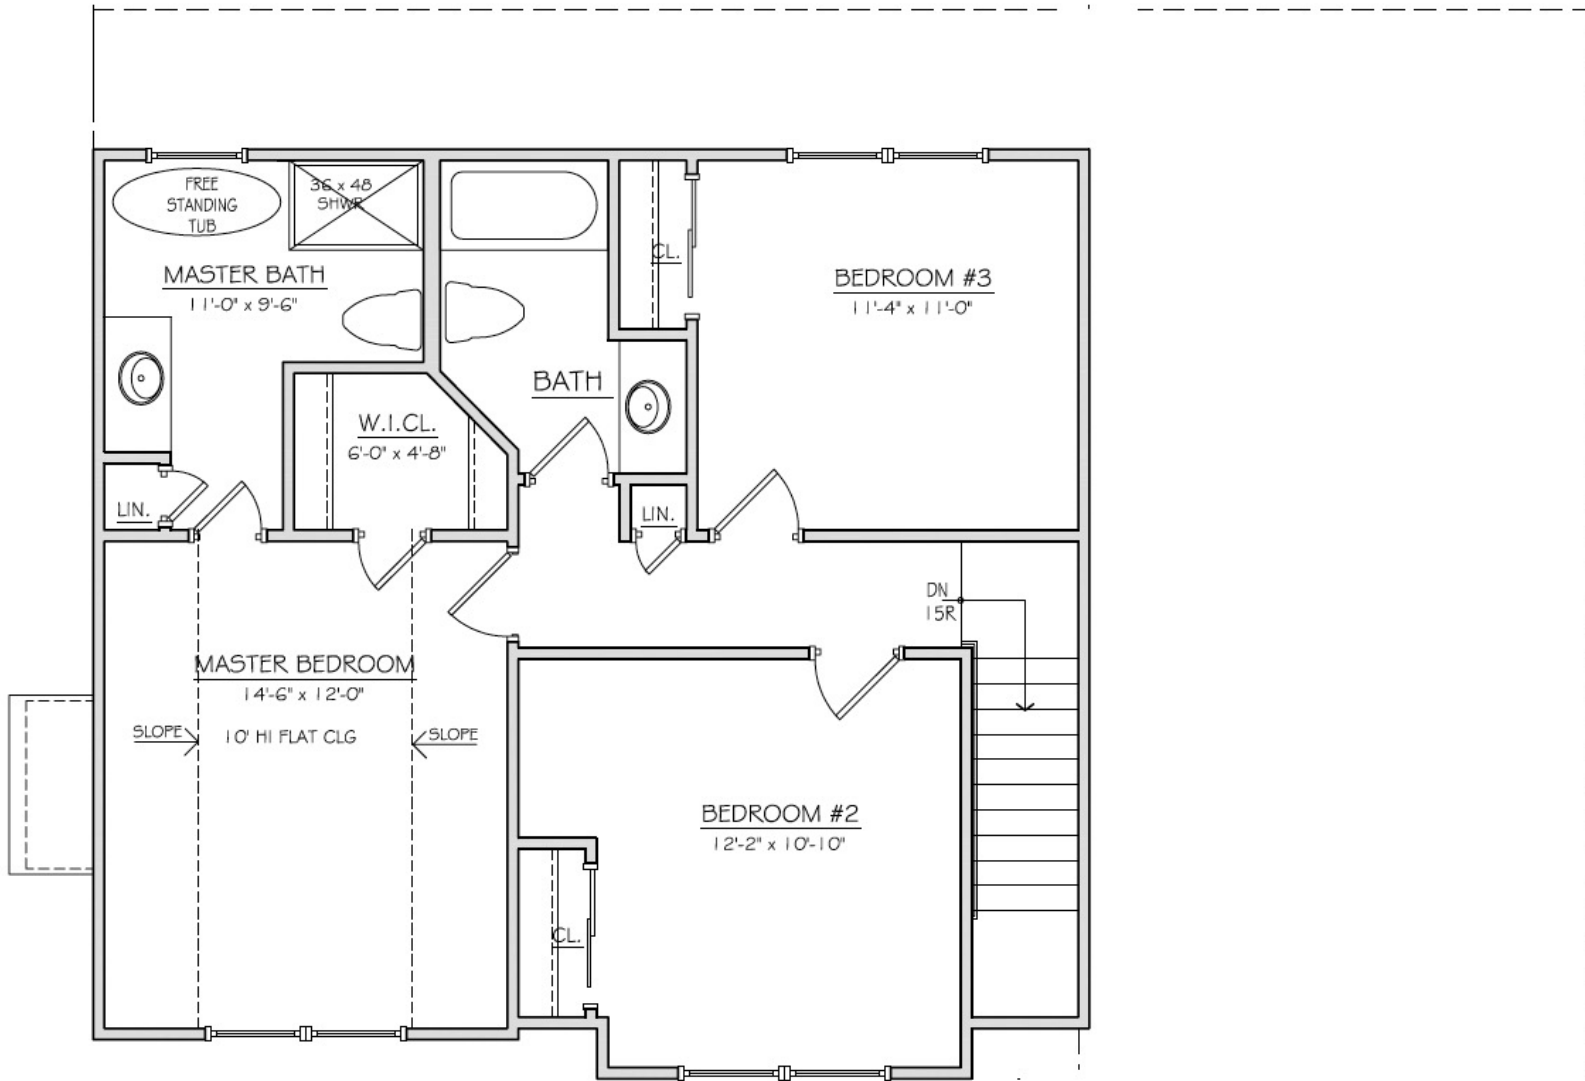 FREE
STANDING
TUB
36 x 48
SHWR
MASTER BATH
11'-0" x 9'-6"
CL.
BEDROOM #3
11'-4" x 11'-0"
BATH
W.I.CL.
6'-0" x 4'-8"
LIN.
LIN.
DN
15R
MASTER BEDROOM
14'-6" x 12'-0"
SLOPE
10' HI FLAT CLG
SLOPE
BEDROOM #2
12'-2" x 10'-10"
CL.